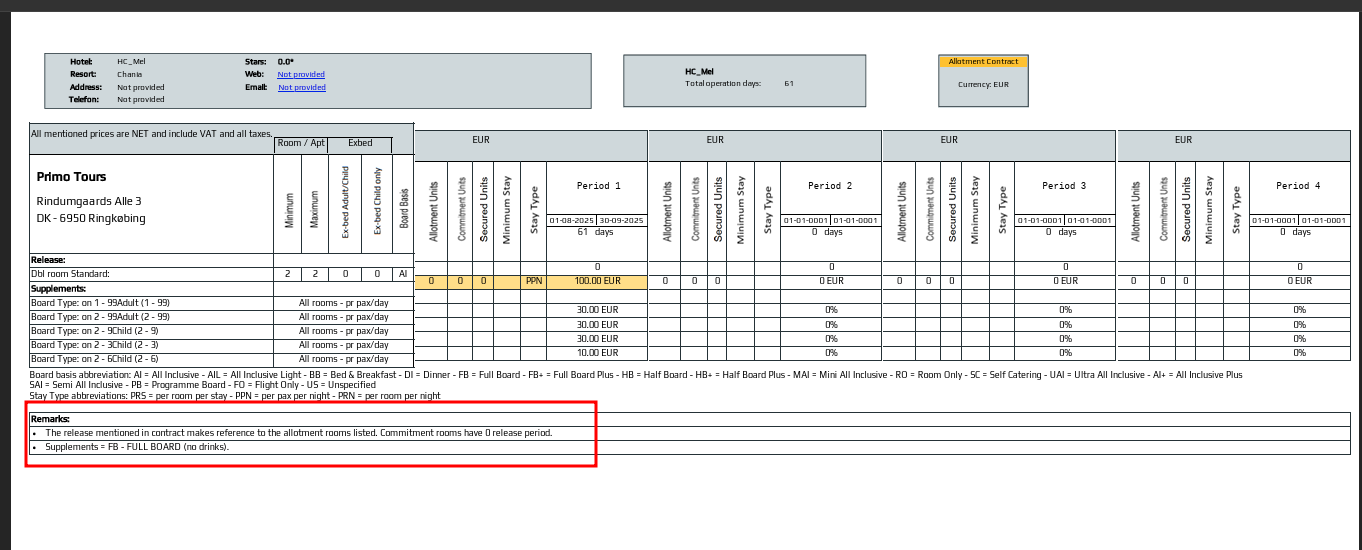 Hotel: HC_Mel Stars: 0.0*
Resort: Chania Web: Not provided
Address: Not provided Email: Not provided
Telefon: Not provided
HC_Mel
Total operation days: 61
Allotment Contract
Currency: EUR
All mentioned prices are NET and include VAT and all taxes.
Room / Apt Exbed
EUR EUR EUR EUR
Primo Tours
Rindumgaards Alle 3
DK - 6950 Ringkøbing
Minimum Maximum Ex-bed Adult/Child Ex-bed Child only Board Basis
Allotment Units Commitment Units Secured Units Minimum Stay Stay Type Period 1
01-08-2025 30-09-2025
61 days
Allotment Units Commitment Units Secured Units Minimum Stay Stay Type Period 2
01-01-0001 01-01-0001
0 days
Allotment Units Commitment Units Secured Units Minimum Stay Stay Type Period 3
01-01-0001 01-01-0001
0 days
Allotment Units Commitment Units Secured Units Minimum Stay Stay Type Period 4
01-01-0001 01-01-0001
0 days
Release: 0 0 0 0
Dbl room Standard: 2 2 0 0 AI 0 0 0 PPN 100.00 EUR 0 0 0 0 EUR 0 0 0 0 EUR 0 0 0 0 EUR
Supplements:
Board Type: on 1 - 99Adult (1 - 99) All rooms - pr pax/day 30.00 EUR 0% 0% 0%
Board Type: on 2 - 99Adult (2 - 99) All rooms - pr pax/day 30.00 EUR 0% 0% 0%
Board Type: on 2 - 9Child (2 - 9) All rooms - pr pax/day 30.00 EUR 0% 0% 0%
Board Type: on 2 - 3Child (2 - 3) All rooms - pr pax/day 10.00 EUR 0% 0% 0%
Board Type: on 2 - 6Child (2 - 6) All rooms - pr pax/day
Board basis abbreviation: AI = All Inclusive - AIL = All Inclusive Light - BB = Bed & Breakfast - DI = Dinner - FB = Full Board - FB+ = Full Board Plus - HB = Half Board - HB+ = Half Board Plus - MAI = Mini All Inclusive - RO = Room Only - SC = Self Catering - UAI = Ultra All Inclusive - AI+ = All Inclusive Plus
SAI = Semi All Inclusive - PB = Programme Board - FO = Flight Only - US = Unspecified
Stay Type abbreviations: PRS = per room per stay - PPN = per pax per night - PRN = per room per night
Remarks:
• The release mentioned in contract makes reference to the allotment rooms listed. Commitment rooms have 0 release period.
• Supplements = FB - FULL BOARD (no drinks).